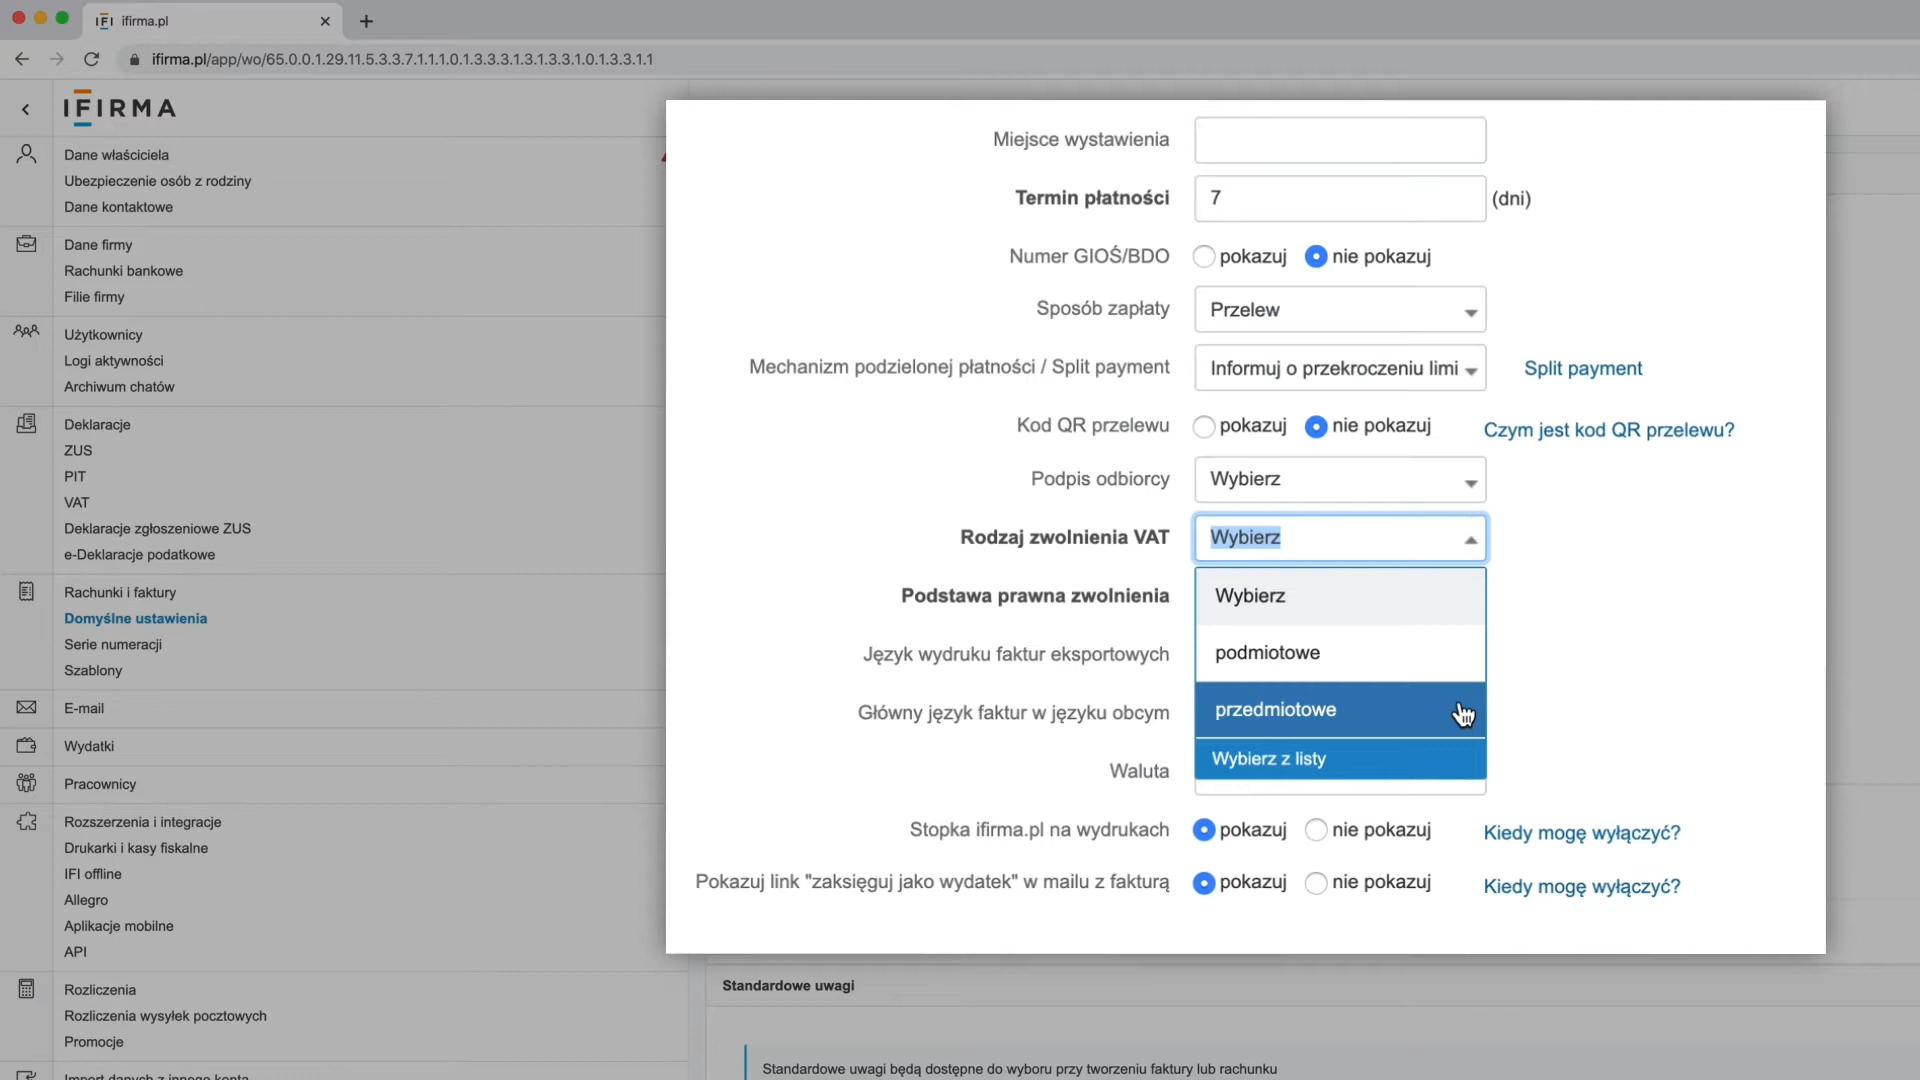 IFI ifirma.pl
ifirma.pl/app/wo/65.0.0.1.29.11.5.3.3.7.1.1.1.0.1.3.3.3.1.3.1.3.3.1.0.1.3.3.1.1
IFIRMA
Dane właściciela
Ubezpieczenie osób z rodziny
Dane kontaktowe
Dane firmy
Rachunki bankowe
Filie firmy
Użytkownicy
Logi aktywności
Archiwum chatów
Deklaracje
ZUS
PIT
VAT
Deklaracje zgłoszeniowe ZUS
e-Deklaracje podatkowe
Rachunki i faktury
Domyślne ustawienia
Serie numeracji
Szablony
E-mail
Wydatki
Pracownicy
Rozszerzenia i integracje
Drukarki i kasy fiskalne
IFI offline
Allegro
Aplikacje mobilne
API
Rozliczenia
Rozliczenia wysyłek pocztowych
Promocje
Import danych z innego konta
Miejsce wystawienia
Termin płatności 7 (dni)
Numer GIOŚ/BDO pokazuj nie pokazuj
Sposób zapłaty Przelew
Mechanizm podzielonej płatności / Split payment Informuj o przekroczeniu limi Split payment
Kod QR przelewu pokazuj nie pokazuj Czym jest kod QR przelewu?
Podpis odbiorcy Wybierz
Rodzaj zwolnienia VAT Wybierz
Podstawa prawna zwolnienia Wybierz
Język wydruku faktur eksportowych podmiotowe
Główny język faktur w języku obcym przedmiotowe
Wybierz z listy
Waluta
Stopka ifirma.pl na wydrukach pokazuj nie pokazuj Kiedy mogę wyłączyć?
Pokazuj link "zaksięguj jako wydatek" w mailu z fakturą pokazuj nie pokazuj Kiedy mogę wyłączyć?
Standardowe uwagi
Standardowe uwagi będą dostępne do wyboru przy tworzeniu faktury lub rachunku